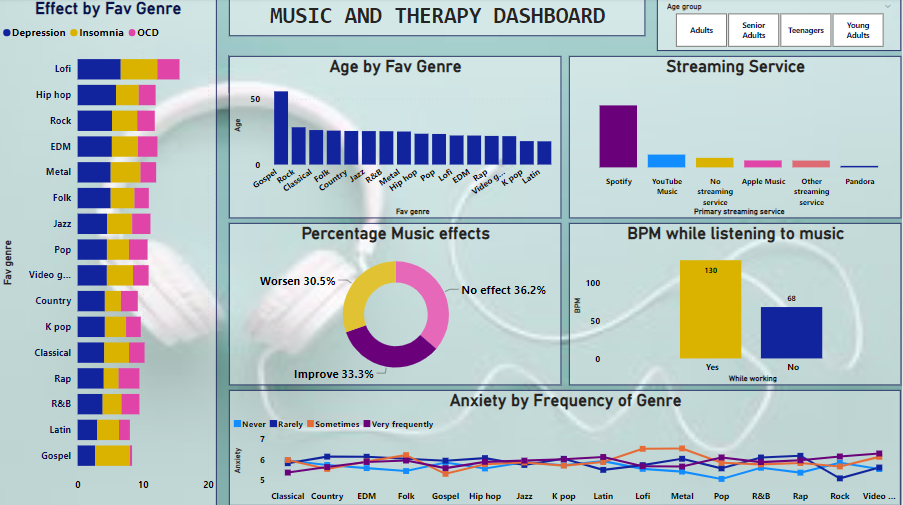 Effect by Fav Genre
Depression Insomnia OCD
Fav genre
Lofi
Hip hop
Rock
EDM
Metal
Folk
Jazz
Pop
Video g...
Country
K pop
Classical
Rap
R&B
Latin
Gospel
0 10 20
MUSIC AND THERAPY DASHBOARD
Age group
Adults
Senior
Adults
Teenagers
Young
Adults
Age by Fav Genre
Age
50
0
Gospel Rock Classical Folk Country Jazz R&B Metal Hip hop Pop Lofi EDM Rap Video g... K pop Latin
Fav genre
Streaming Service
Spotify
YouTube
Music
No
streaming
service
Apple Music
Other
streaming
service
Pandora
Primary streaming service
Percentage Music effects
Worsen 30.5%
No effect 36.2%
Improve 33.3%
BPM while listening to music
BPM
100
50
0
130
68
Yes No
While working
Anxiety by Frequency of Genre
Never Rarely Sometimes Very frequently
Anxiety
7
6
5
Classical Country EDM Folk Gospel Hip hop Jazz K pop Latin Lofi Metal Pop R&B Rap Rock Video ...